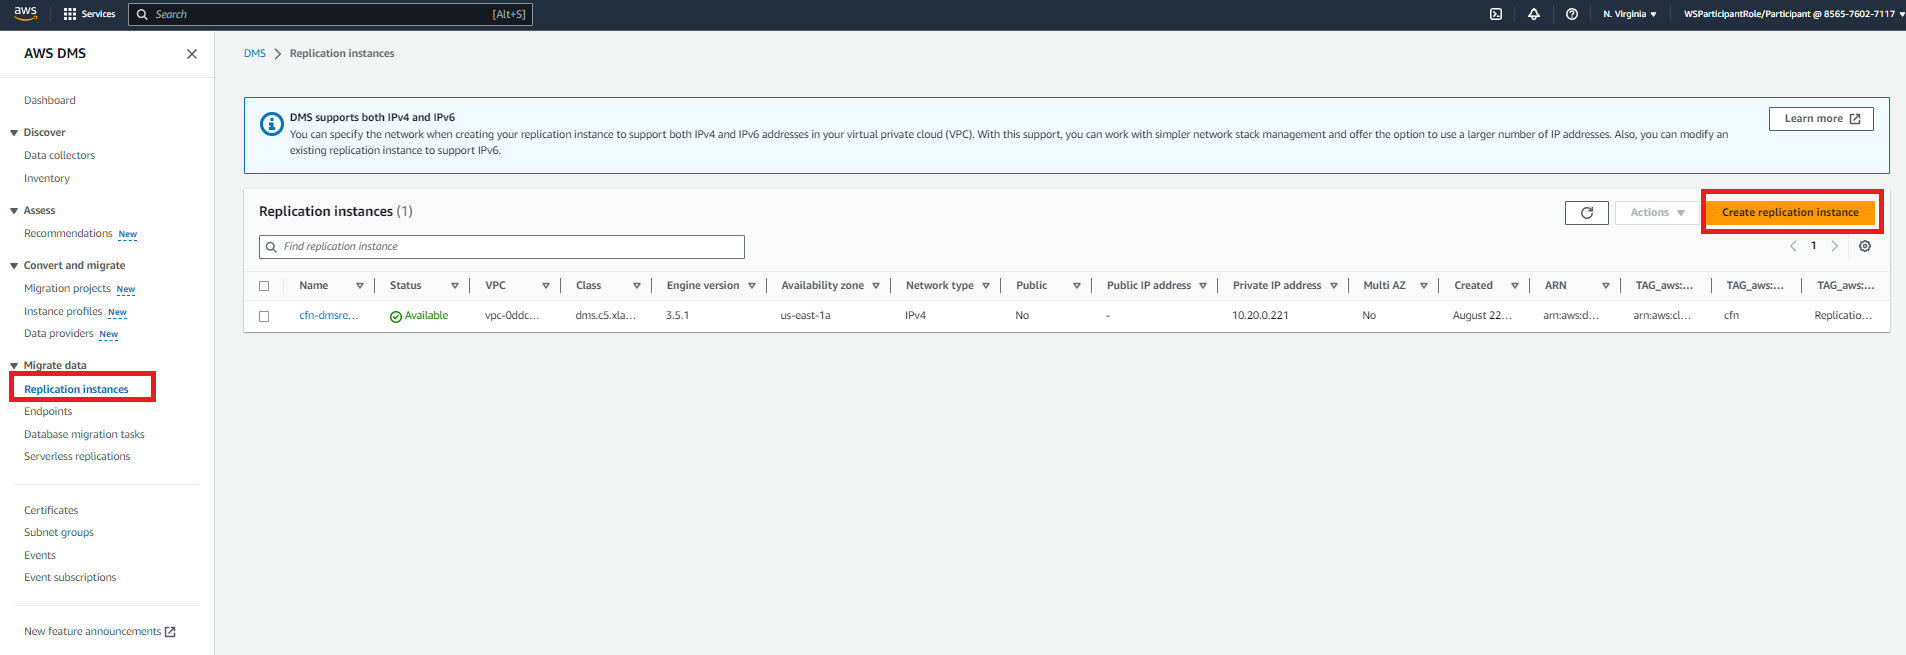 aws
Services
Search
[Alt+S]
N. Virginia
WSParticipantRole/Participant @ 8565-7602-7117
AWS DMS
Dashboard
Discover
Data collectors
Inventory
Assess
Recommendations New
Convert and migrate
Migration projects New
Instance profiles New
Data providers New
Migrate data
Replication instances
Endpoints
Database migration tasks
Serverless replications
Certificates
Subnet groups
Events
Event subscriptions
New feature announcements
DMS > Replication instances
DMS supports both IPv4 and IPv6
You can specify the network when creating your replication instance to support both IPv4 and IPv6 addresses in your virtual private cloud (VPC). With this support, you can work with simpler network stack management and offer the option to use a larger number of IP addresses. Also, you can modify an
existing replication instance to support IPv6.
Learn more
Replication instances (1)
Actions
Create replication instance
Find replication instance
1
Name Status VPC Class Engine version Availability zone Network type Public Public IP address Private IP address Multi AZ Created ARN TAG_aws:... TAG_aws:... TAG_aws:...
cfn-dmsre... Available vpc-0ddc... dms.c5.xla... 3.5.1 us-east-1a IPv4 No - 10.20.0.221 No August 22... arn:aws:d... arn:aws:cl... cfn Replicatio...